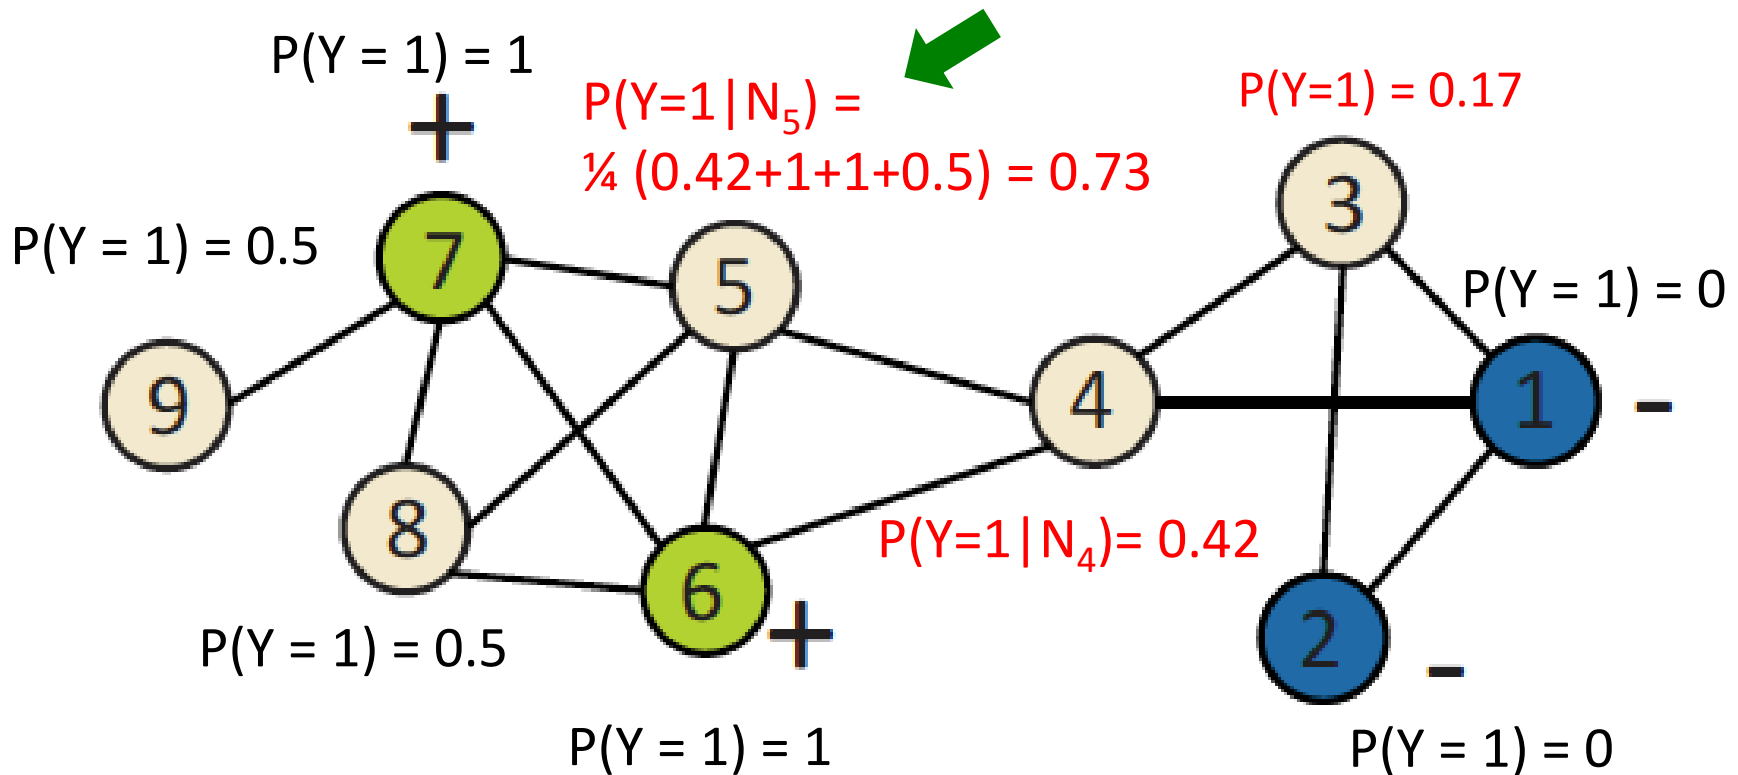 P(Y = 1) = 1
+
P(Y=1|N₅) =
¼ (0.42+1+1+0.5) = 0.73
P(Y=1) = 0.17
P(Y = 1) = 0.5
7
5
3
P(Y = 1) = 0
9
4
1
-
8
P(Y=1|N₄)= 0.42
6
+
2
-
P(Y = 1) = 0.5
P(Y = 1) = 1
P(Y = 1) = 0